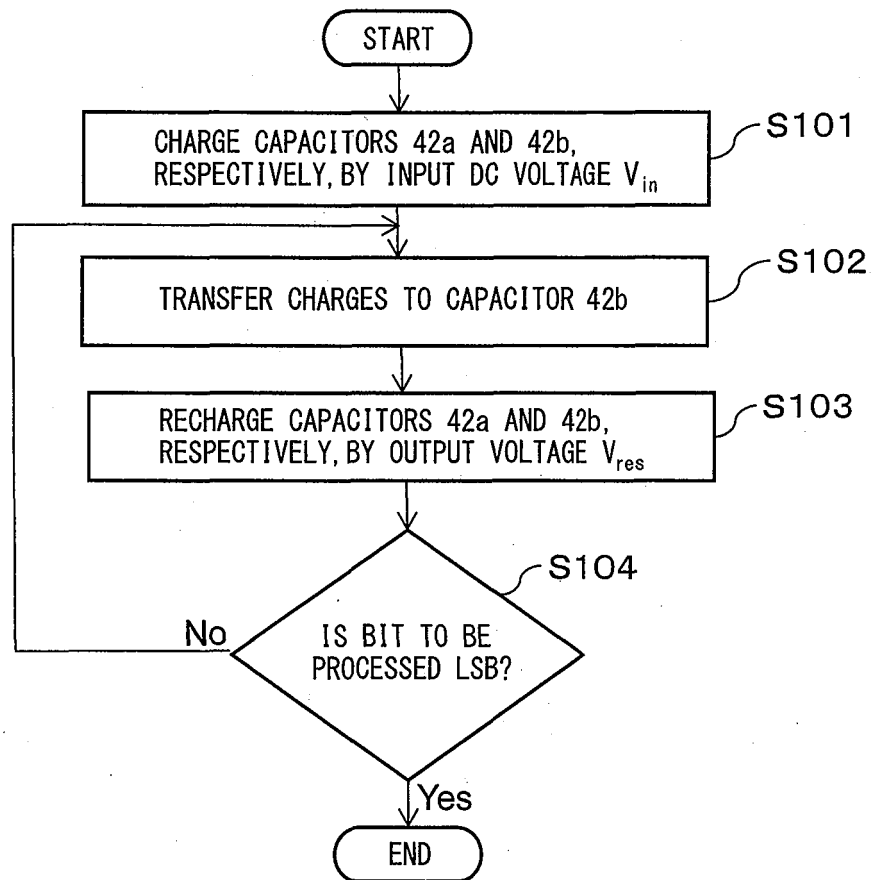 START
CHARGE CAPACITORS 42a AND 42b,
RESPECTIVELY, BY INPUT DC VOLTAGE Vin
S101
TRANSFER CHARGES TO CAPACITOR 42b
S102
RECHARGE CAPACITORS 42a AND 42b,
RESPECTIVELY, BY OUTPUT VOLTAGE Vres
S103
S104
No
IS BIT TO BE
PROCESSED LSB?
Yes
END